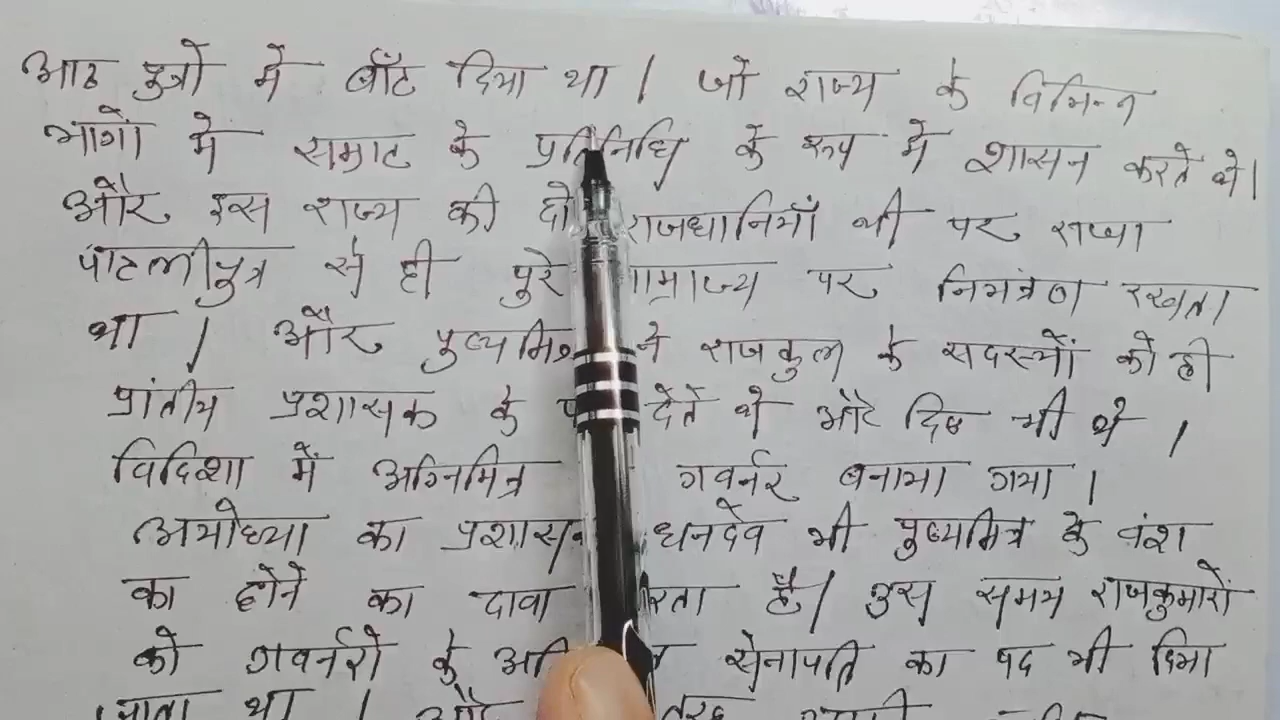 आठ पुत्रो मे बाँट दिया था । जो राज्य के विभिन्न
भागों मे सम्राट के प्रतिनिधि के रूप में शासन करते थे।
और इस राज्य की दो राजधानियाँ थी पर राजा
पाटलीपुत्र से ही पुरे साम्राज्य पर नियंत्रण रखता
था । और पुष्यमित्र ने राजकुल के सदस्यों को ही
प्रांतीय प्रशासक के देते थे और दिए भी थे ।
विदिशा में अग्निमित्र गवर्नर बनाया गया ।
अयोध्या का प्रशासक धनदेव भी पुष्यमित्र के वंश
का होने का दावा करता है। उस समय राजकुमारों
को गवर्नरो के सेनापति का पद भी दिया
जाता था । और तरह